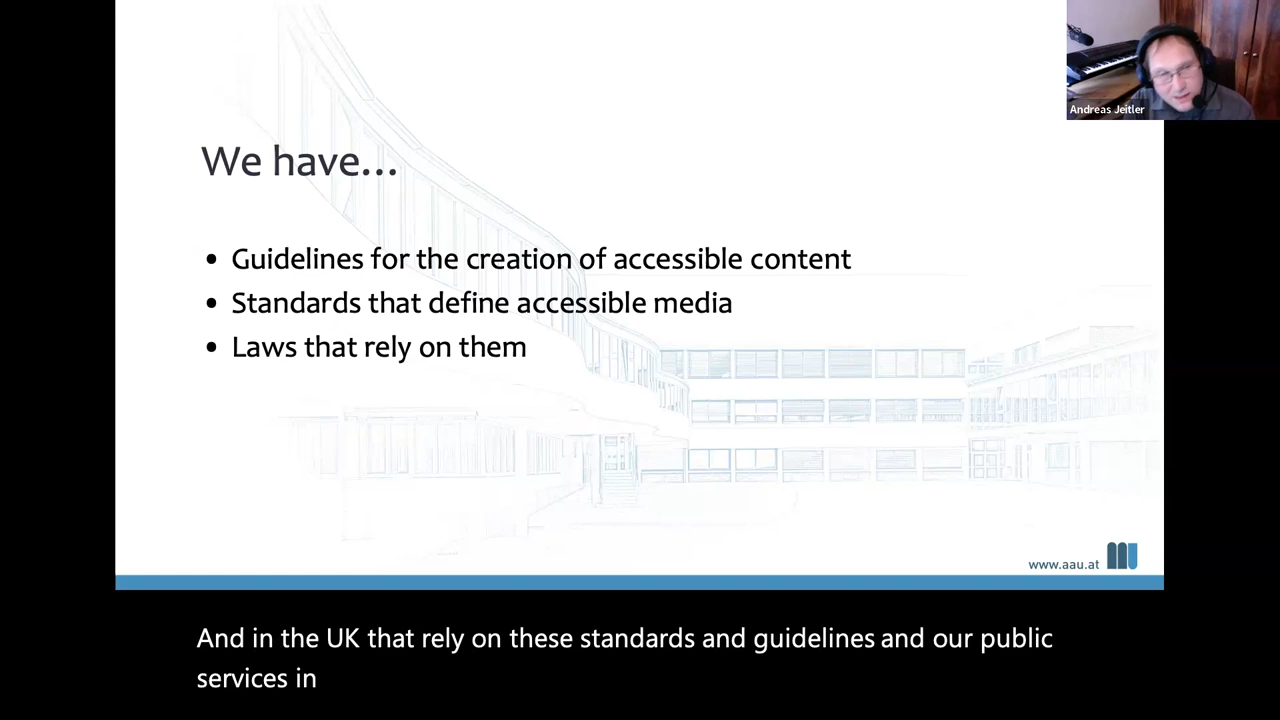 Andreas Jeitler
We have...
• Guidelines for the creation of accessible content
• Standards that define accessible media
• Laws that rely on them
www.aau.at
And in the UK that rely on these standards and guidelines and our public
services in